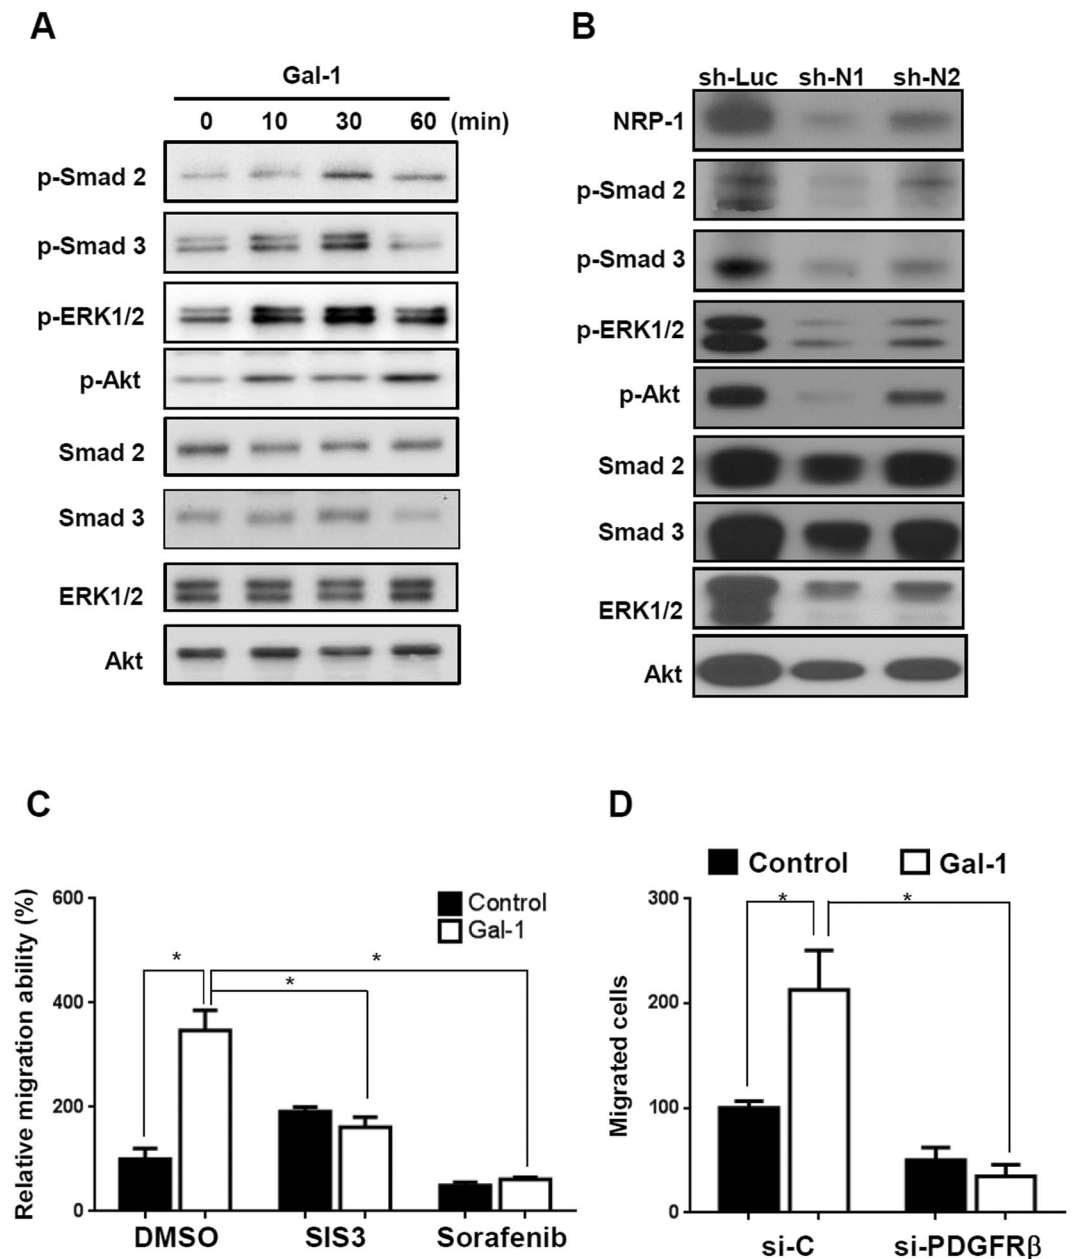 A
Gal-1
0 10 30 60 (min)
p-Smad 2
p-Smad 3
p-ERK1/2
p-Akt
Smad 2
Smad 3
ERK1/2
Akt
B
sh-Luc sh-N1 sh-N2
NRP-1
p-Smad 2
p-Smad 3
p-ERK1/2
p-Akt
Smad 2
Smad 3
ERK1/2
Akt
C
Relative migration ability (%)
600
400
200
0
Control
Gal-1
*
*
*
DMSO SIS3 Sorafenib
D
Control Gal-1
Migrated cells
300
200
100
0
*
*
si-C si-PDGFRβ